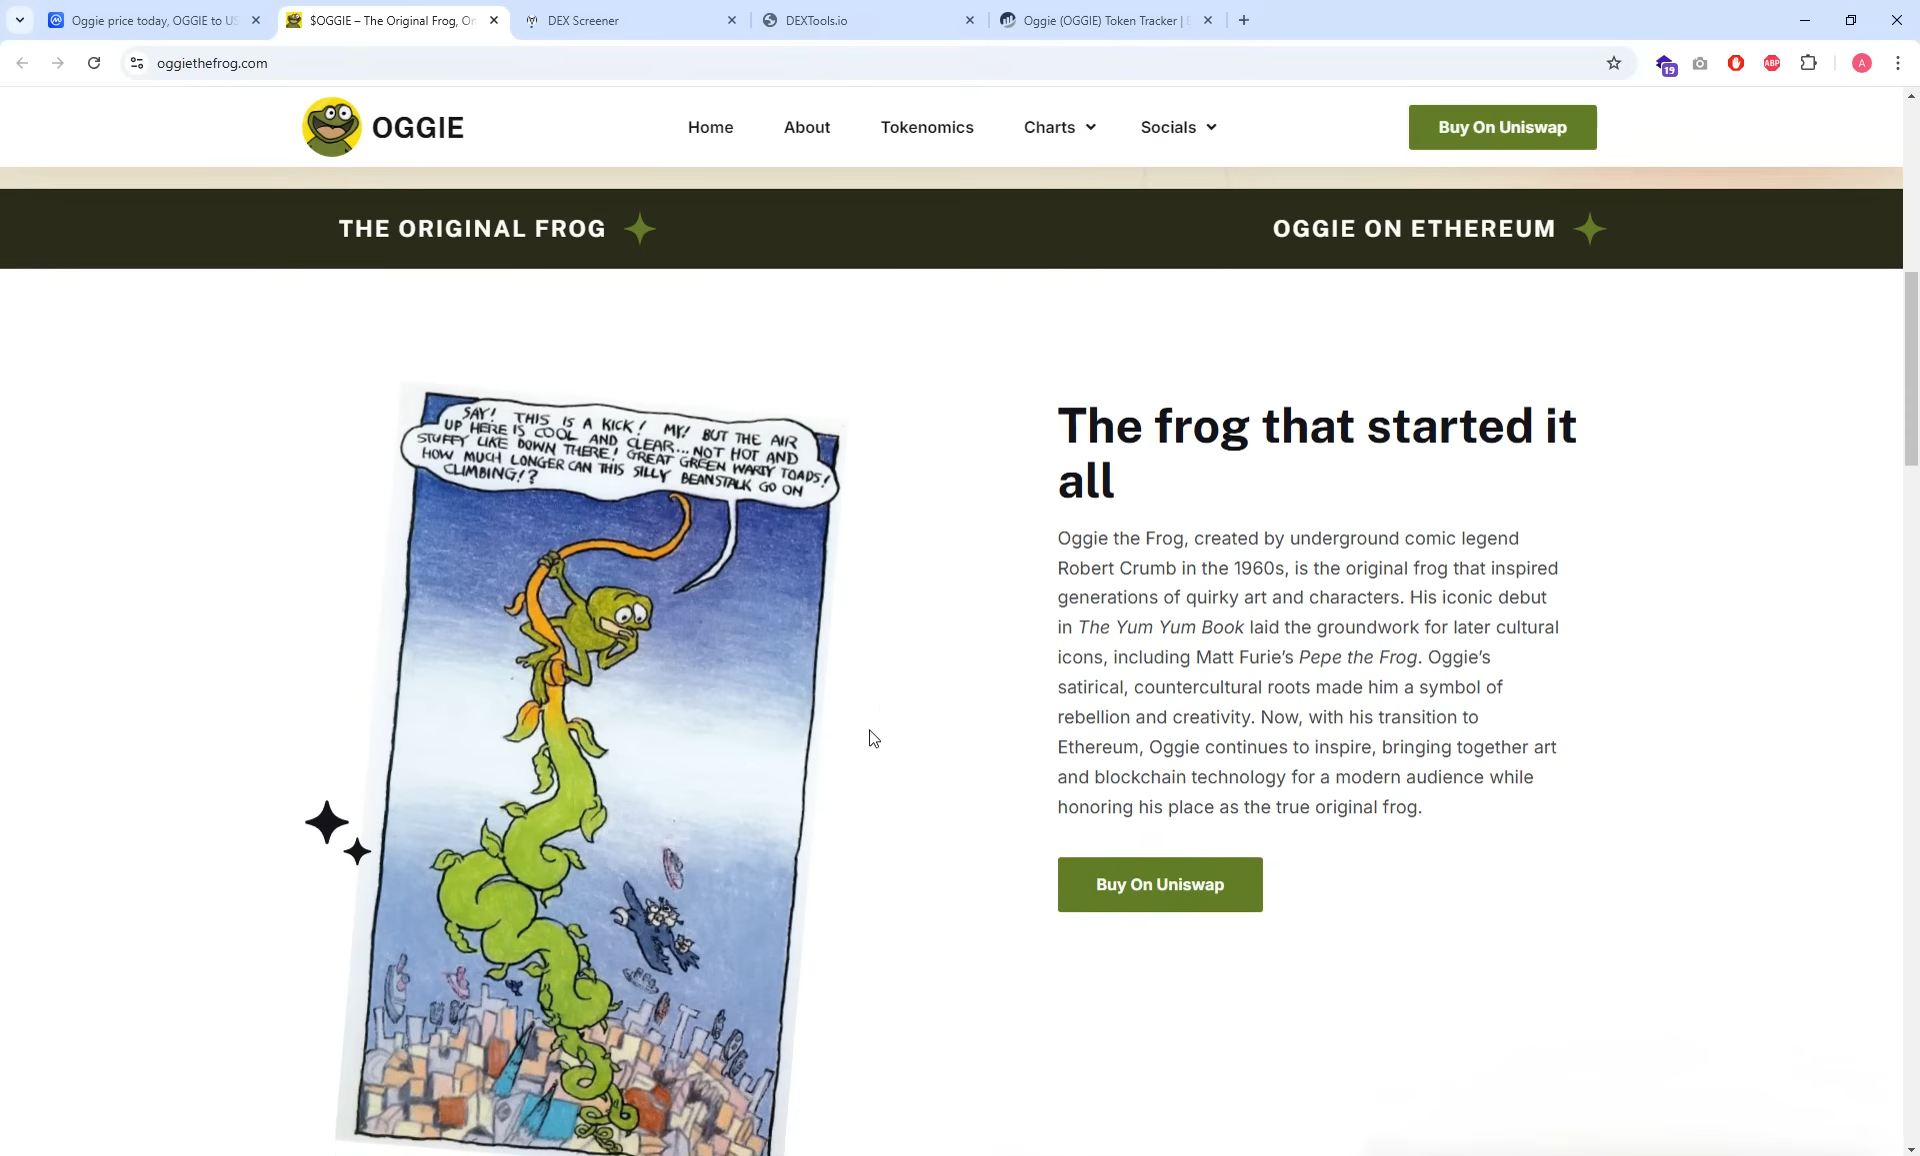 Oggie price today, OGGIE to US
$OGGIE – The Original Frog, On
DEX Screener
DEXTools.io
Oggie (OGGIE) Token Tracker | E
oggiethefrog.com
19
ABP
A
OGGIE
Home
About
Tokenomics
Charts
Socials
Buy On Uniswap
THE ORIGINAL FROG
OGGIE ON ETHEREUM
SAY! THIS IS A KICK! MY! BUT THE AIR
UP HERE IS COOL AND CLEAR... NOT HOT AND
STUFFY LIKE DOWN THERE! GREAT GREEN WARTY TOADS!
HOW MUCH LONGER CAN THIS SILLY BEANSTALK GO ON
CLIMBING!?
The frog that started it
all
Oggie the Frog, created by underground comic legend
Robert Crumb in the 1960s, is the original frog that inspired
generations of quirky art and characters. His iconic debut
in The Yum Yum Book laid the groundwork for later cultural
icons, including Matt Furie’s Pepe the Frog. Oggie’s
satirical, countercultural roots made him a symbol of
rebellion and creativity. Now, with his transition to
Ethereum, Oggie continues to inspire, bringing together art
and blockchain technology for a modern audience while
honoring his place as the true original frog.
Buy On Uniswap